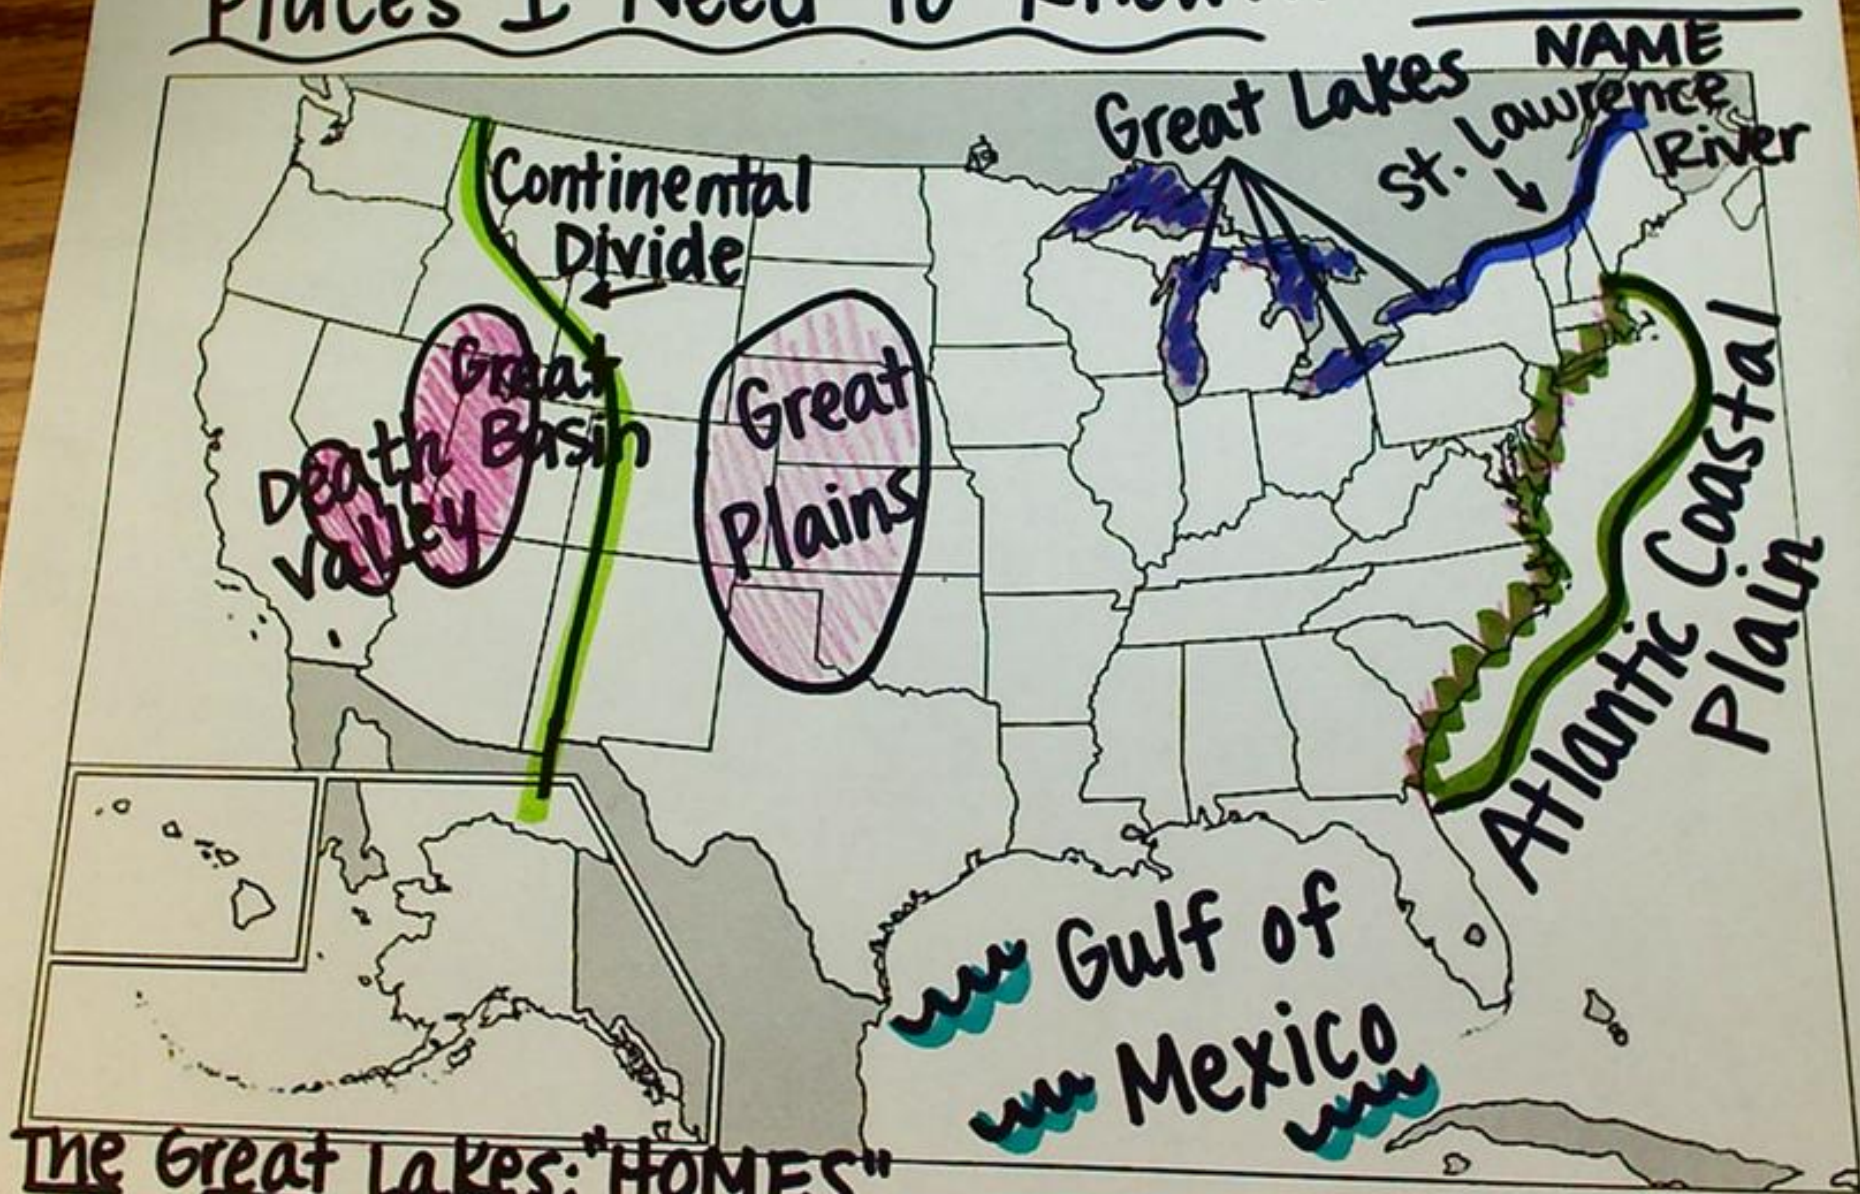 Places I Need To Know
NAME
Great Lakes
St. Lawrence
River
Continental
Divide
Great
Basin
Death
Valley
Great
Plains
Atlantic Coastal
Plain
Gulf of
Mexico
The Great Lakes: "HOMES"